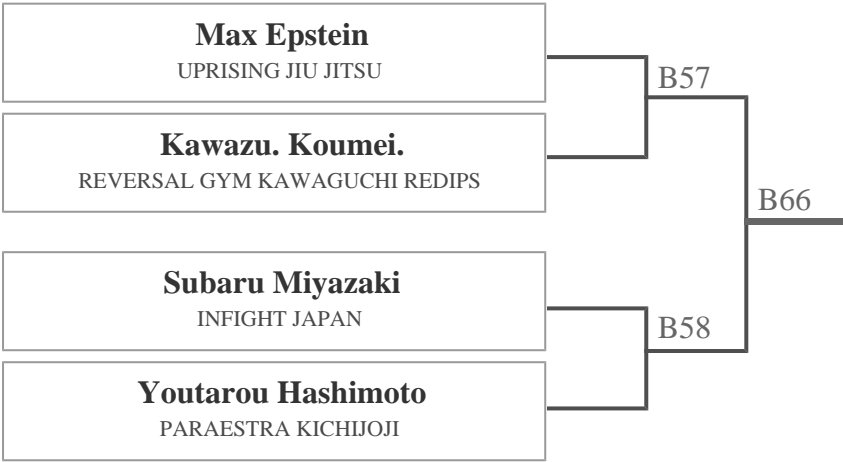 Max Epstein
UPRISING JIU JITSU
B57
Kawazu. Koumei.
REVERSAL GYM KAWAGUCHI REDIPS
B66
Subaru Miyazaki
INFIGHT JAPAN
B58
Youtarou Hashimoto
PARAESTRA KICHIJOJI